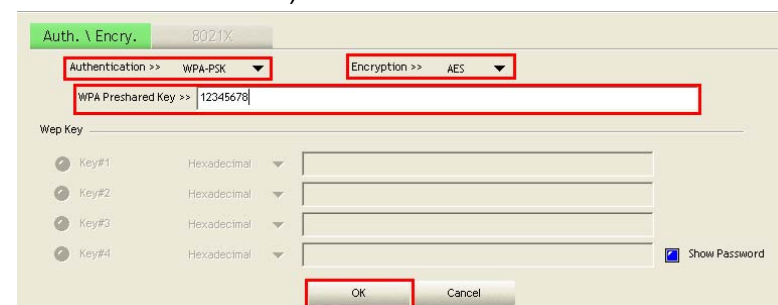 Auth. \ Encry. 8021X
Authentication >> WPA-PSK Encryption >> AES
WPA Preshared Key >> 12345678
Wep Key
Key#1 Hexadecimal
Key#2 Hexadecimal
Key#3 Hexadecimal
Key#4 Hexadecimal Show Password
OK Cancel